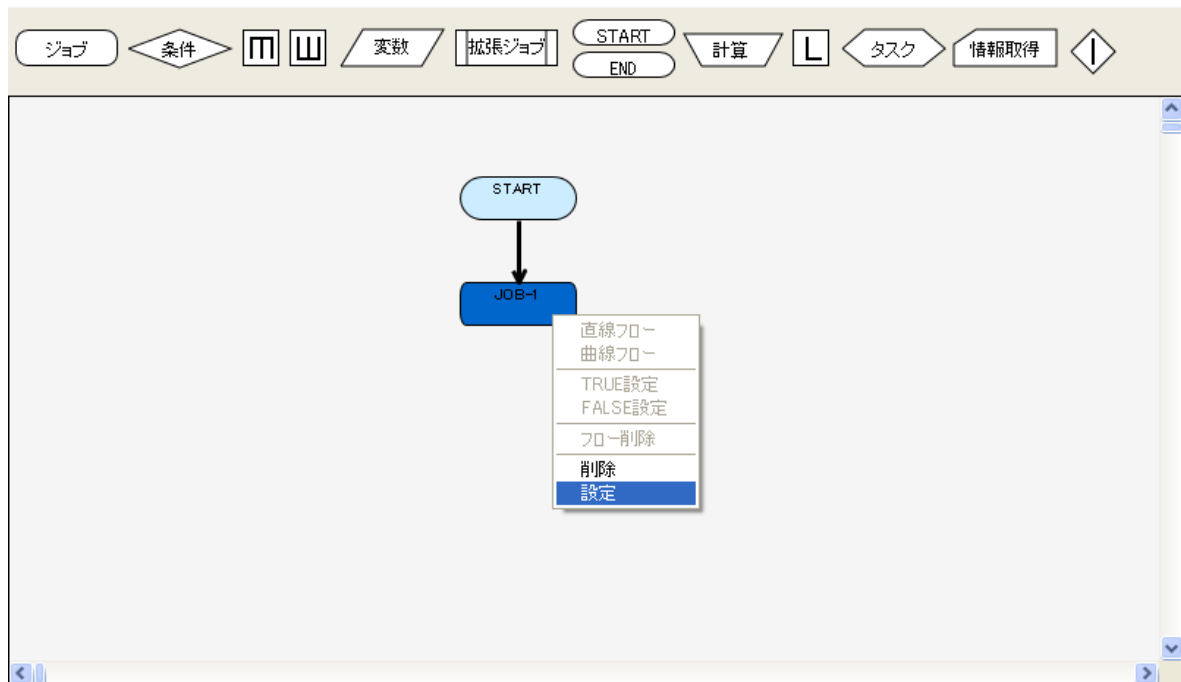 ジョブ
条件
変数
拡張ジョブ
START
END
計算
L
タスク
情報取得
START
JOB-1
直線フロー
曲線フロー
TRUE設定
FALSE設定
フロー削除
削除
設定